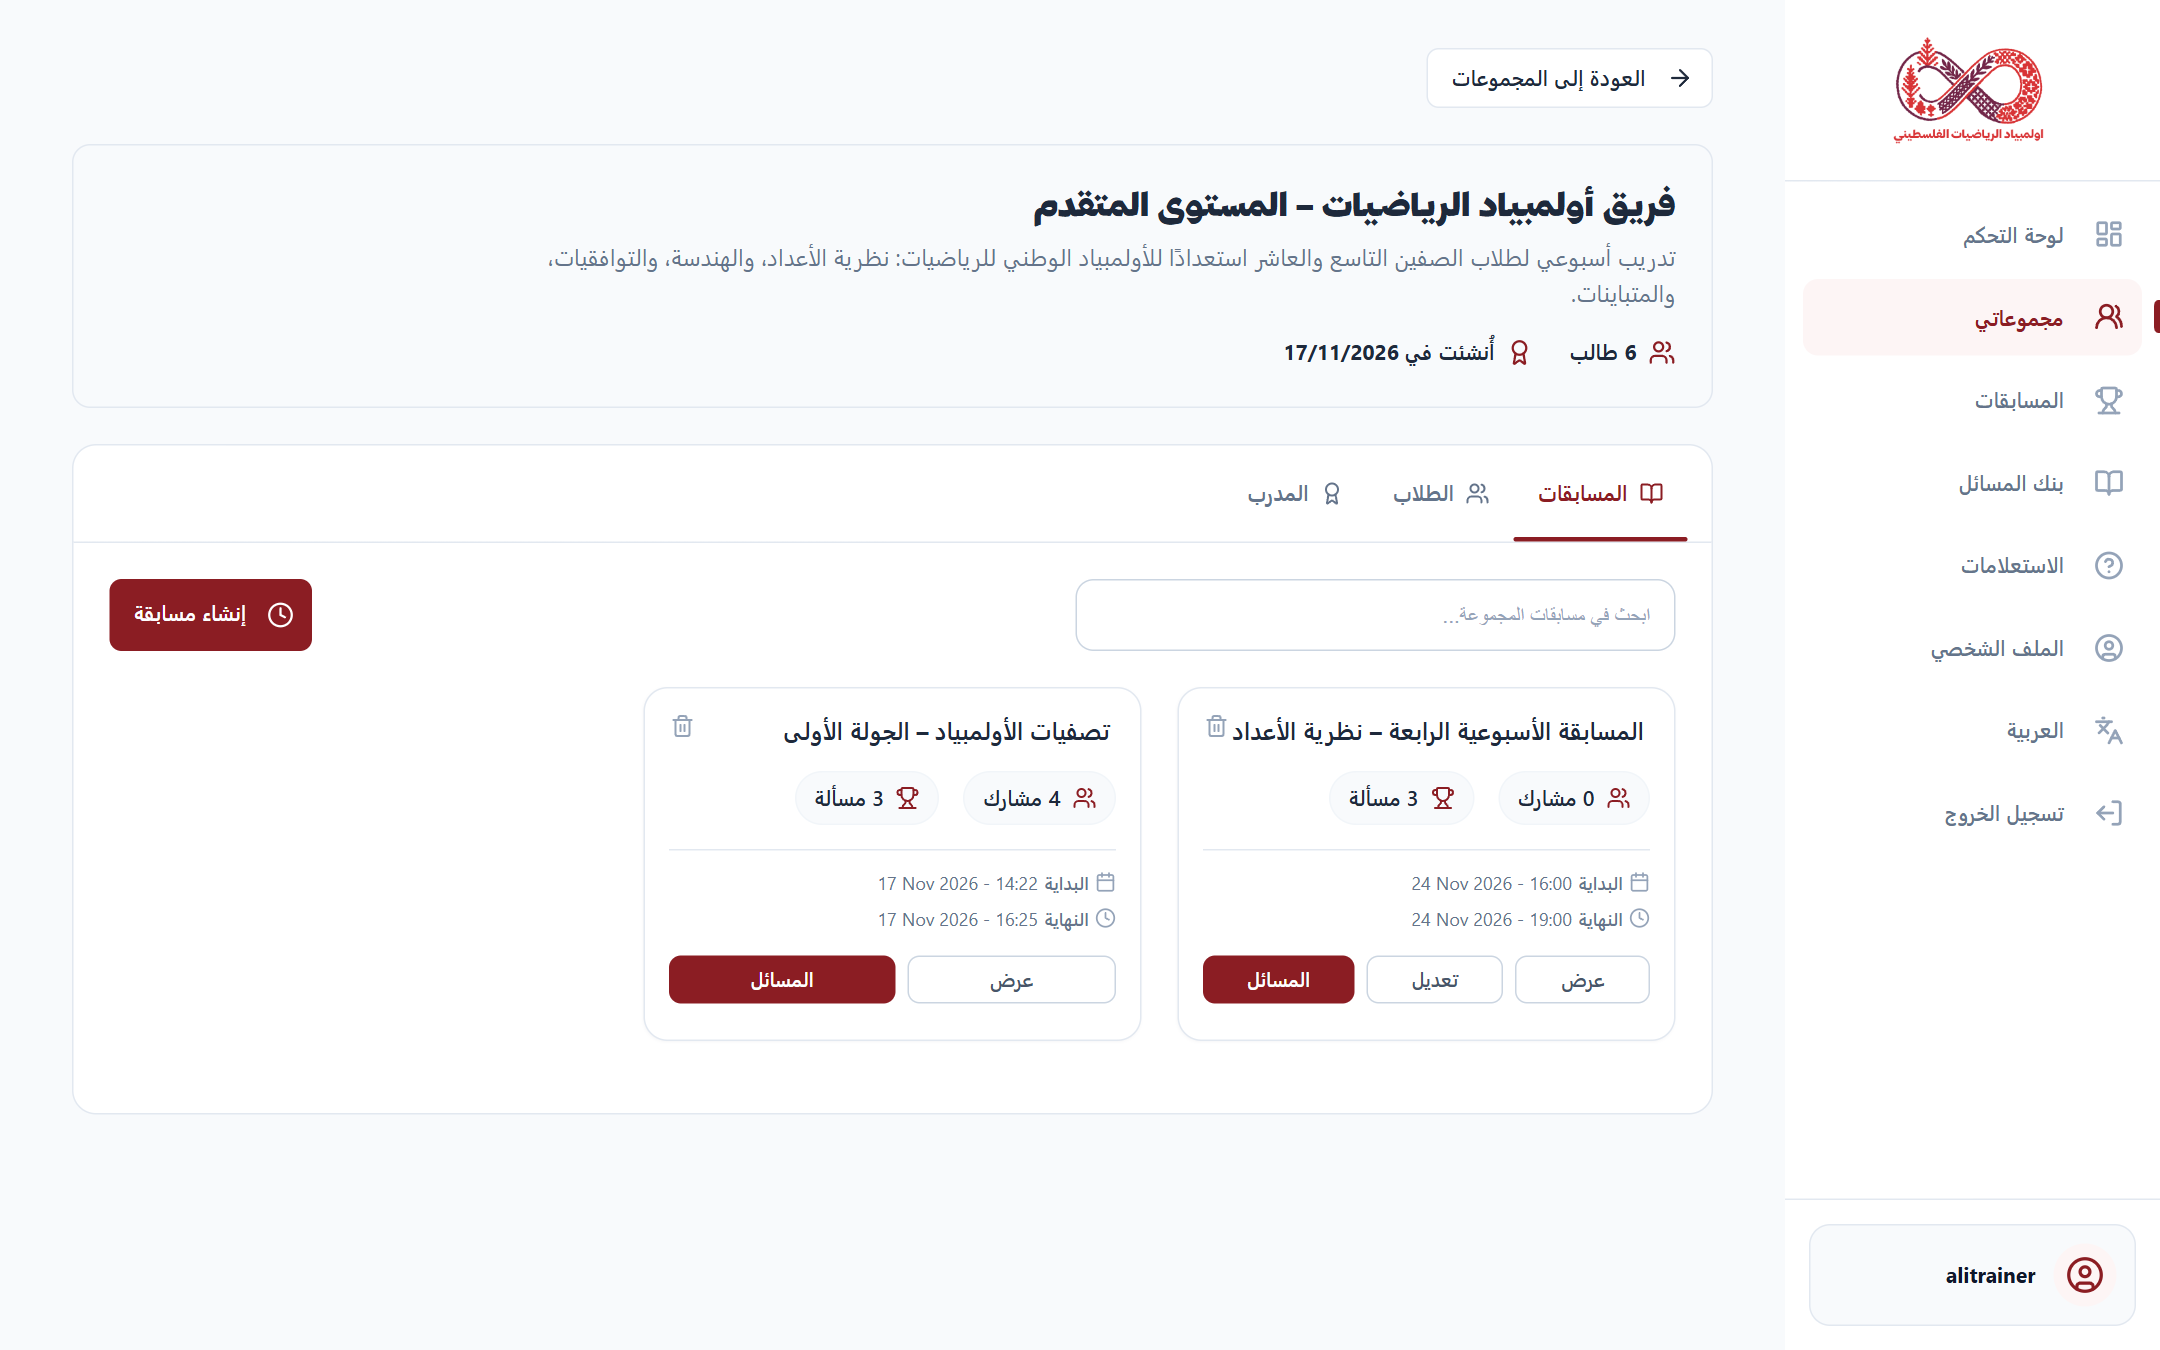 اولمبياد الرياضيات الفلسطيني
لوحة التحكم
مجموعاتي
المسابقات
بنك المسائل
الاستعلامات
الملف الشخصي
العربية
تسجيل الخروج
alitrainer
العودة إلى المجموعات
فريق أولمبياد الرياضيات – المستوى المتقدم
تدريب أسبوعي لطلاب الصفين التاسع والعاشر استعدادًا للأولمبياد الوطني للرياضيات: نظرية الأعداد، والهندسة، والتوافقيات،
والمتباينات.
6 طالب
أُنشئت في 17/11/2026
المسابقات
الطلاب
المدرب
ابحث في مسابقات المجموعة...
إنشاء مسابقة
المسابقة الأسبوعية الرابعة – نظرية الأعداد
0 مشارك
3 مسألة
البداية 24 Nov 2026 - 16:00
النهاية 24 Nov 2026 - 19:00
عرض
تعديل
المسائل
تصفيات الأولمبياد – الجولة الأولى
4 مشارك
3 مسألة
البداية 17 Nov 2026 - 14:22
النهاية 17 Nov 2026 - 16:25
عرض
المسائل